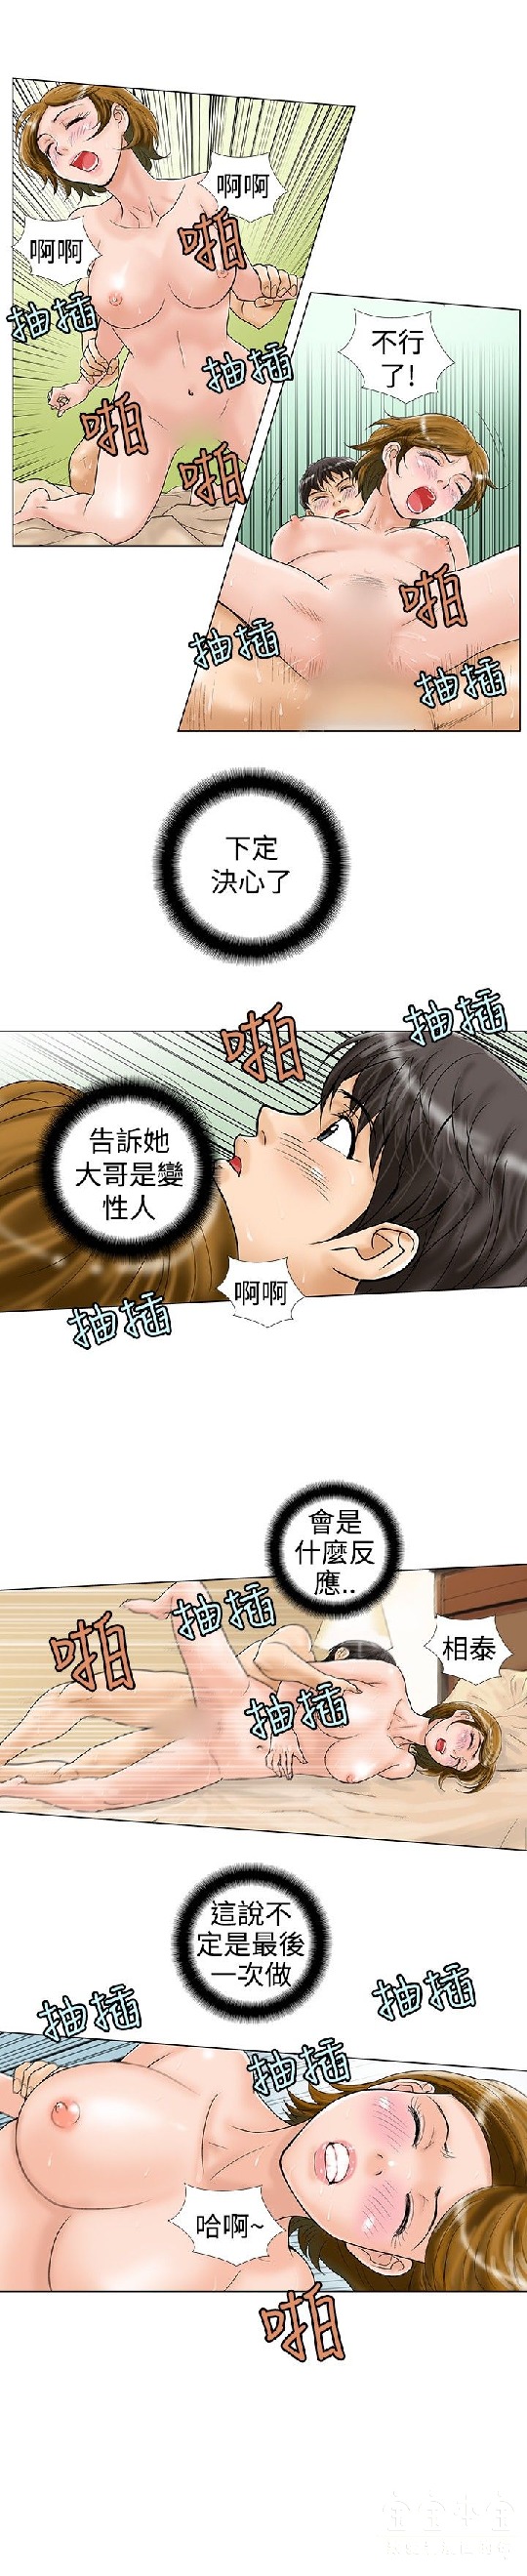 啊啊
啊啊
啪
抽插
抽插
啪
啪
不行
了!
啪
抽插
抽插
下定
決心了
抽插
啪
告訴她
大哥是變
性人
啊啊
抽插
會是
什麼反
應..
抽插
啪
相泰
抽插
這說不
定是最後
一次做
抽插
抽插
抽插
哈啊~
啪